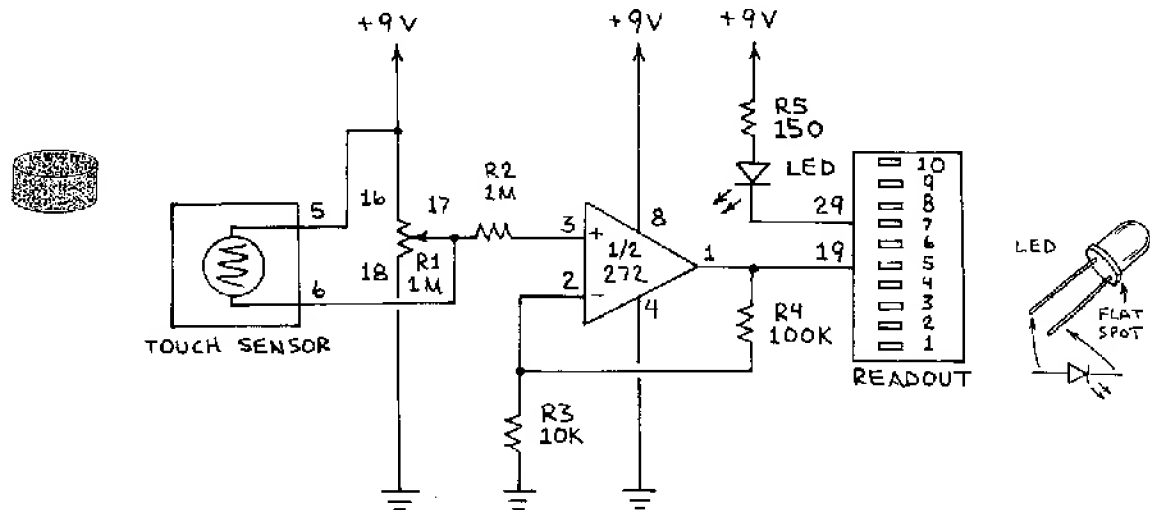 +9V
+9V
+9V
R5
150
LED
10
9
8
7
6
5
4
3
2
1
READOUT
29
19
5
6
TOUCH SENSOR
16
17
18
R1
1M
R2
1M
3
+
2
−
1/2
272
8
4
1
R4
100K
R3
10K
LED
FLAT
SPOT